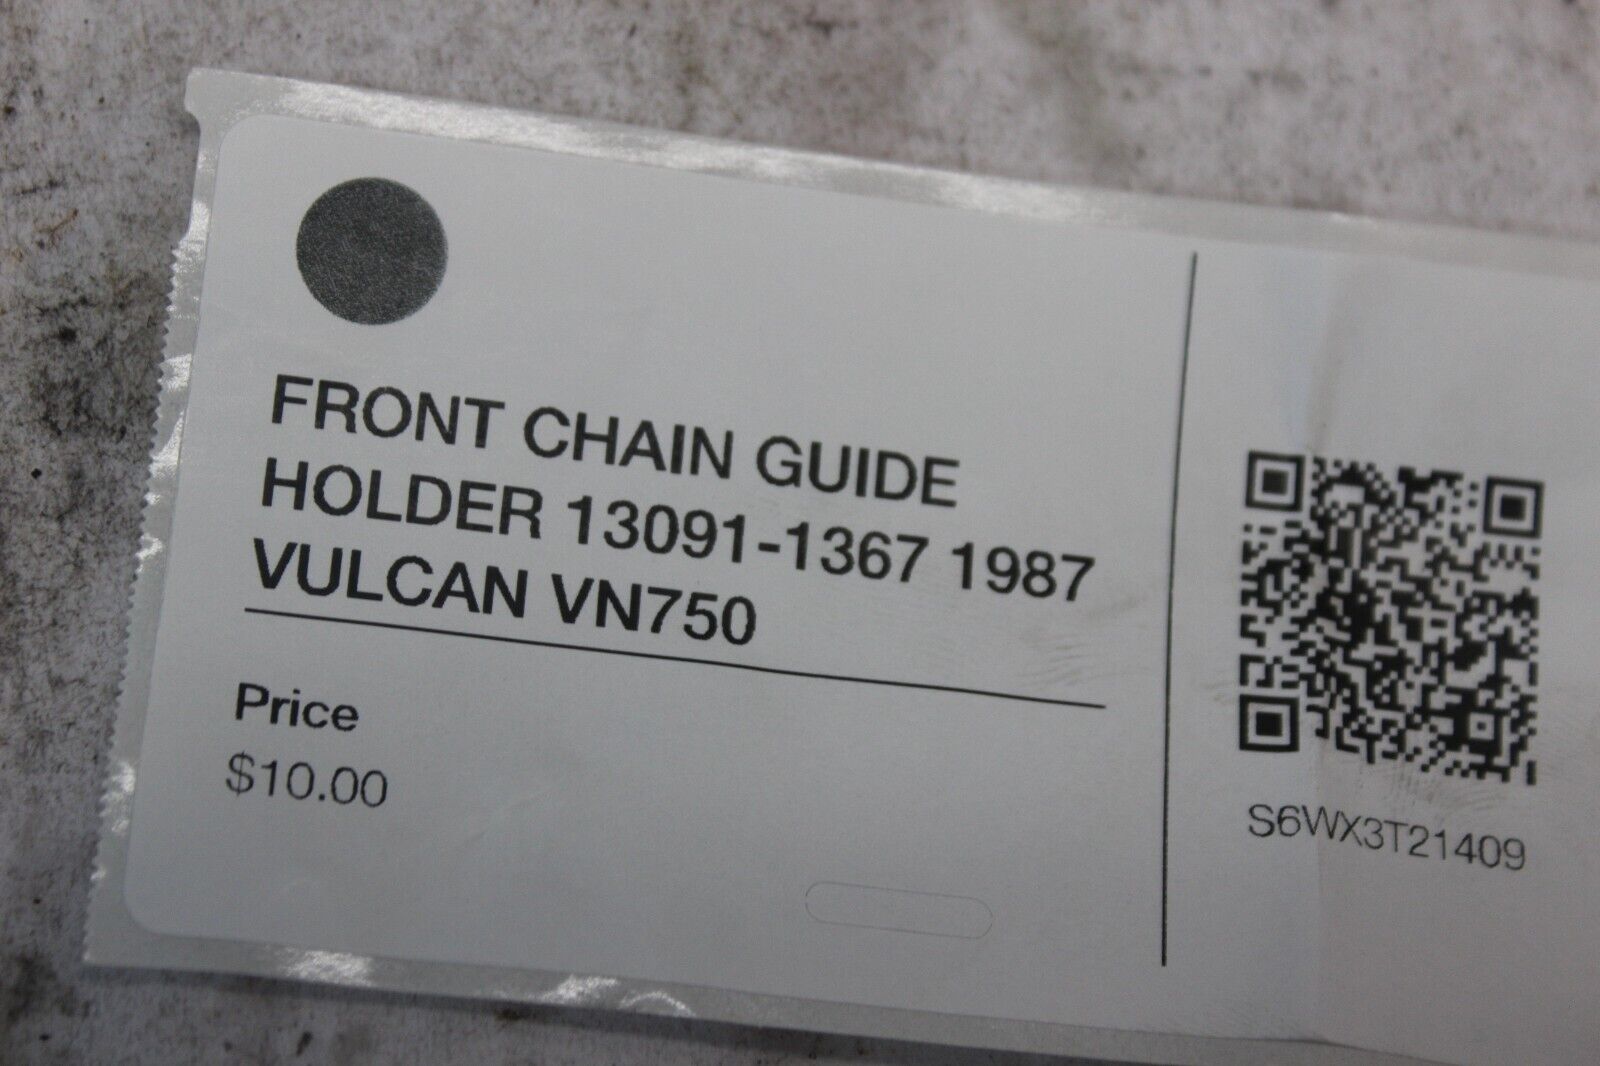 FRONT CHAIN GUIDE
HOLDER 13091-1367 1987
VULCAN VN750
Price
$10.00
S6WX3T21409